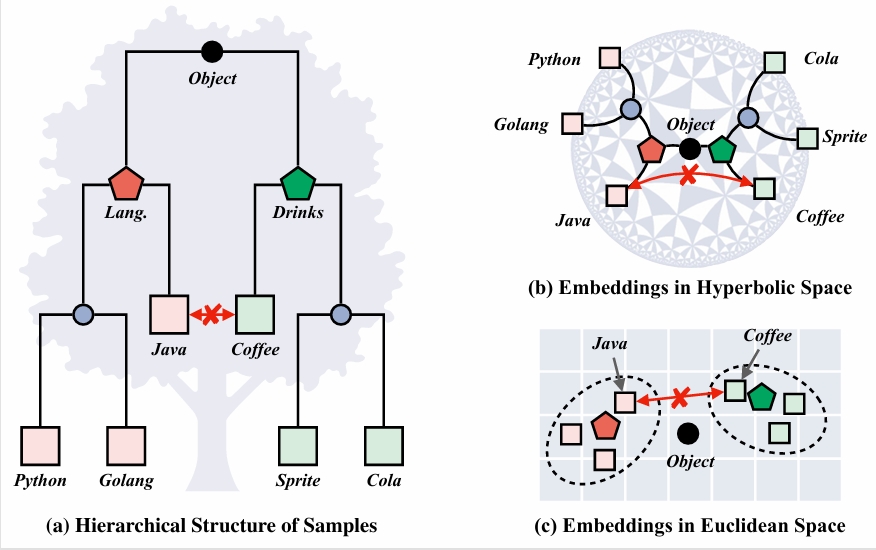 Object
Lang.
Drinks
Java
Coffee
Python
Golang
Sprite
Cola
(a) Hierarchical Structure of Samples
Python
Cola
Golang
Object
Sprite
Java
Coffee
(b) Embeddings in Hyperbolic Space
Java
Coffee
Object
(c) Embeddings in Euclidean Space